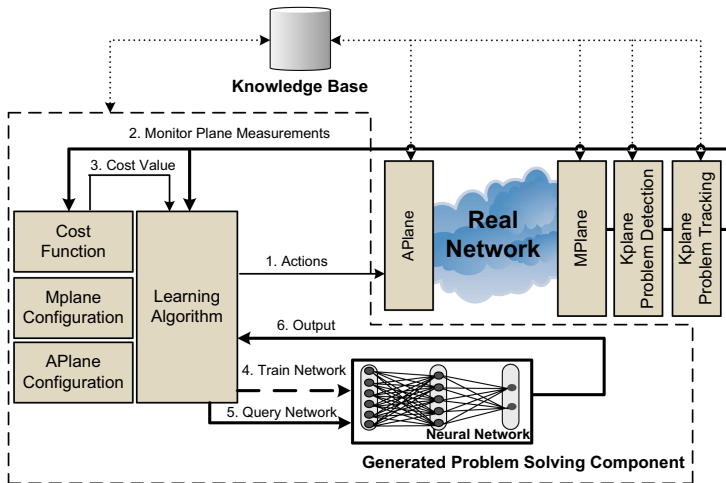 Knowledge Base
2. Monitor Plane Measurements
3. Cost Value
Cost
Function
Mplane
Configuration
APlane
Configuration
Learning
Algorithm
1. Actions
APlane
Real
Network
MPlane
Kplane
Problem Detection
Kplane
Problem Tracking
6. Output
4. Train Network
5. Query Network
Neural Network
Generated Problem Solving Component